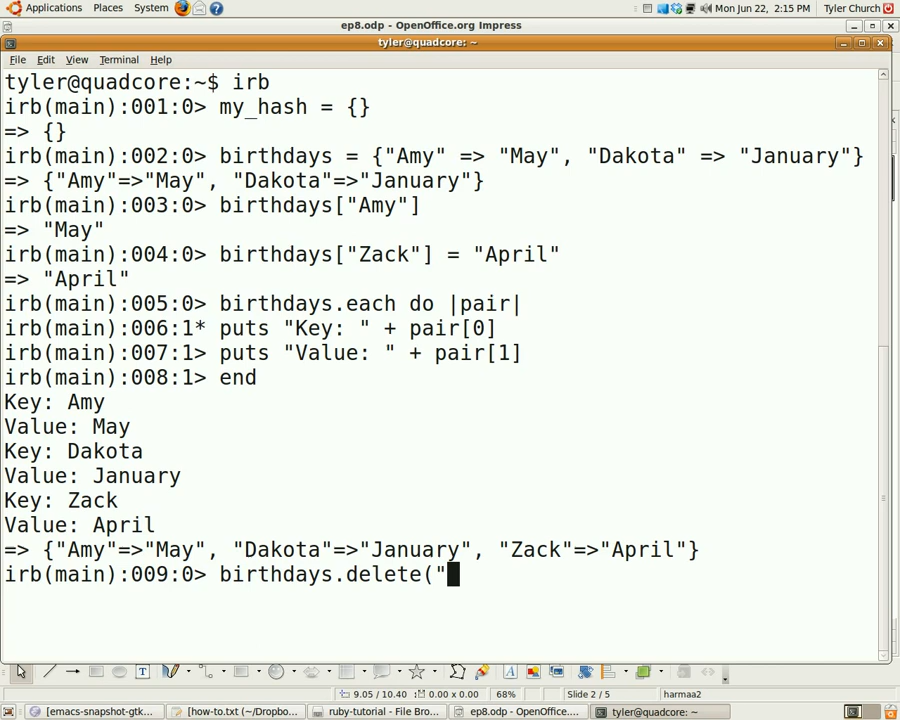 Applications Places System Mon Jun 22, 2:15 PM Tyler Church
ep8.odp - OpenOffice.org Impress
tyler@quadcore: ~
File Edit View Terminal Help
tyler@quadcore:~$ irb
irb(main):001:0> my_hash = {}
=> {}
irb(main):002:0> birthdays = {"Amy" => "May", "Dakota" => "January"}
=> {"Amy"=>"May", "Dakota"=>"January"}
irb(main):003:0> birthdays["Amy"]
=> "May"
irb(main):004:0> birthdays["Zack"] = "April"
=> "April"
irb(main):005:0> birthdays.each do |pair|
irb(main):006:1* puts "Key: " + pair[0]
irb(main):007:1> puts "Value: " + pair[1]
irb(main):008:1> end
Key: Amy
Value: May
Key: Dakota
Value: January
Key: Zack
Value: April
=> {"Amy"=>"May", "Dakota"=>"January", "Zack"=>"April"}
irb(main):009:0> birthdays.delete("
9.05 / 10.40 0.00 x 0.00 68% Slide 2 / 5 harmaa2
[emacs-snapshot-gtk... [how-to.txt (~/Dropbo... ruby-tutorial - File Bro... ep8.odp - OpenOffice.... tyler@quadcore: ~